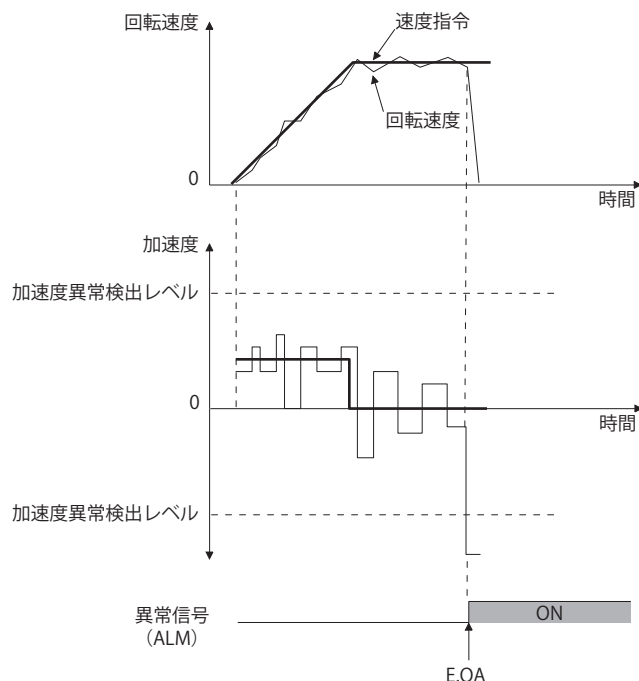 回転速度
速度指令
回転速度
0
時間
加速度
加速度異常検出レベル
0
時間
加速度異常検出レベル
異常信号
（ALM）
ON
E.OA